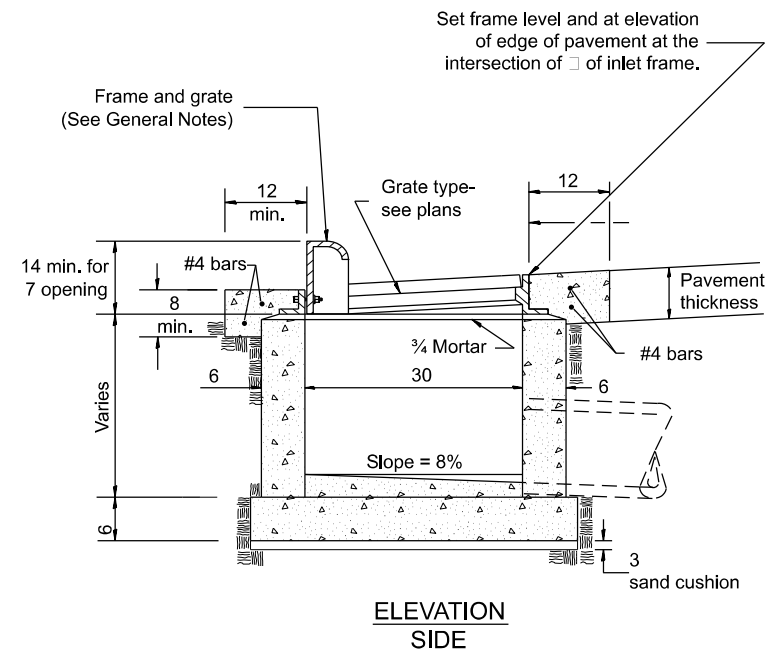 Set frame level and at elevation
of edge of pavement at the
intersection of □ of inlet frame.
Frame and grate
(See General Notes)
12
min.
Grate type-
see plans
12
14 min. for
7 opening
#4 bars
8
min.
Pavement
thickness
¾ Mortar
#4 bars
6
30
6
Varies
Slope = 8%
6
3
sand cushion
ELEVATION
SIDE